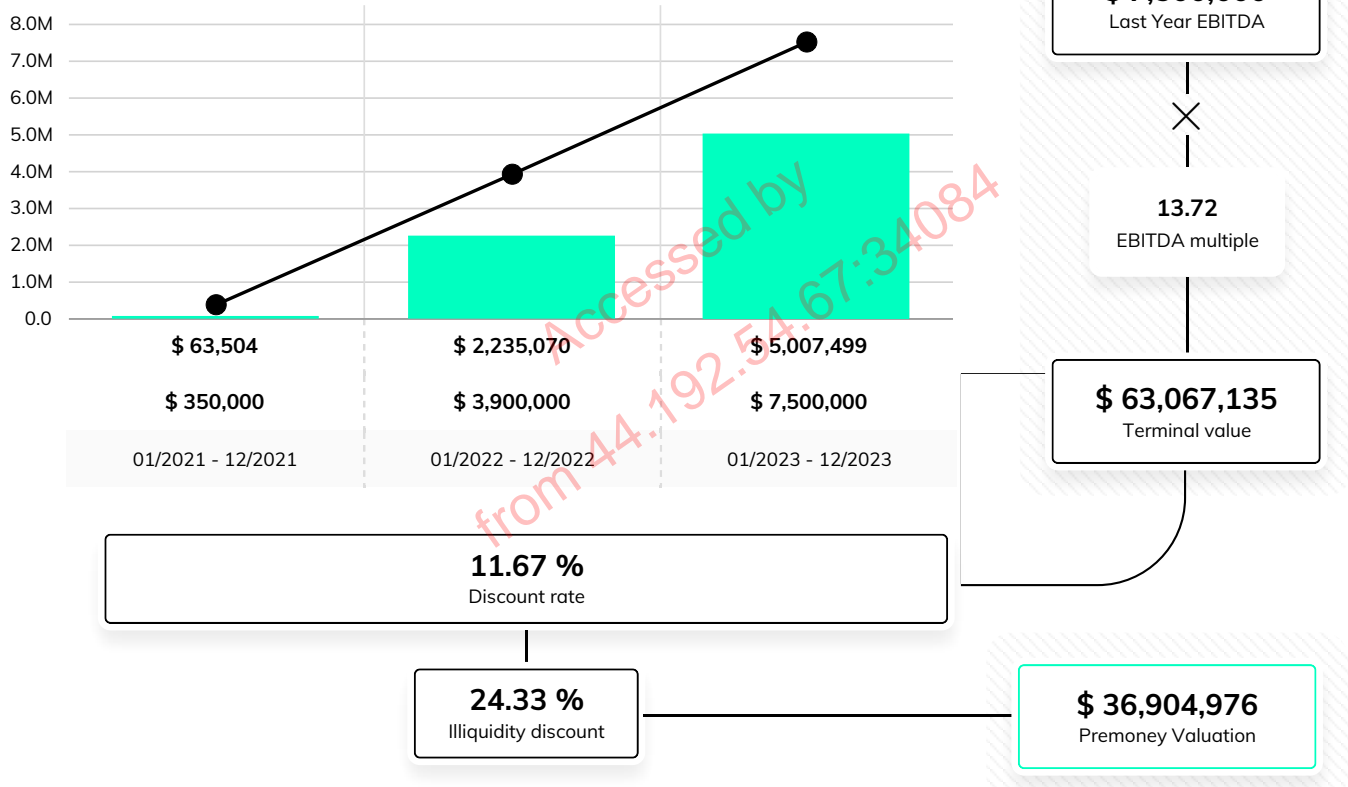 8.0M
7.0M
6.0M
5.0M
4.0M
3.0M
2.0M
1.0M
0.0
$ 63,504 $ 2,235,070 $ 5,007,499
$ 350,000 $ 3,900,000 $ 7,500,000
01/2021 - 12/2021 01/2022 - 12/2022 01/2023 - 12/2023
Last Year EBITDA
13.72
EBITDA multiple
$ 63,067,135
Terminal value
11.67 %
Discount rate
24.33 %
Illiquidity discount
$ 36,904,976
Premoney Valuation
Accessed by
from 44.192.54.67:34084